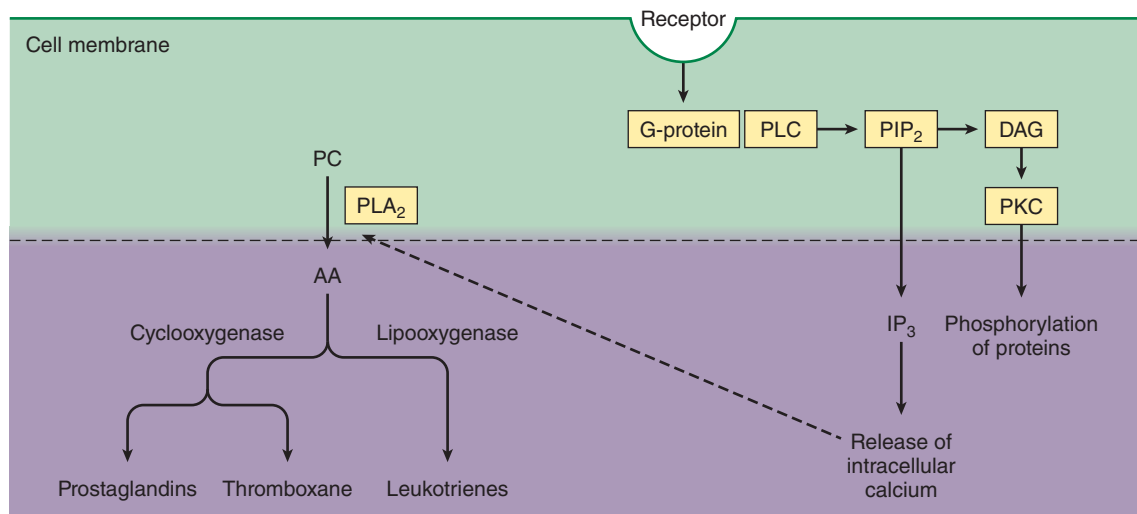 Receptor
Cell membrane
G-protein
PLC
PIP₂
DAG
PC
PLA₂
PKC
AA
Cyclooxygenase
Lipooxygenase
IP₃
Phosphorylation
of proteins
Release of
intracellular
calcium
Prostaglandins
Thromboxane
Leukotrienes